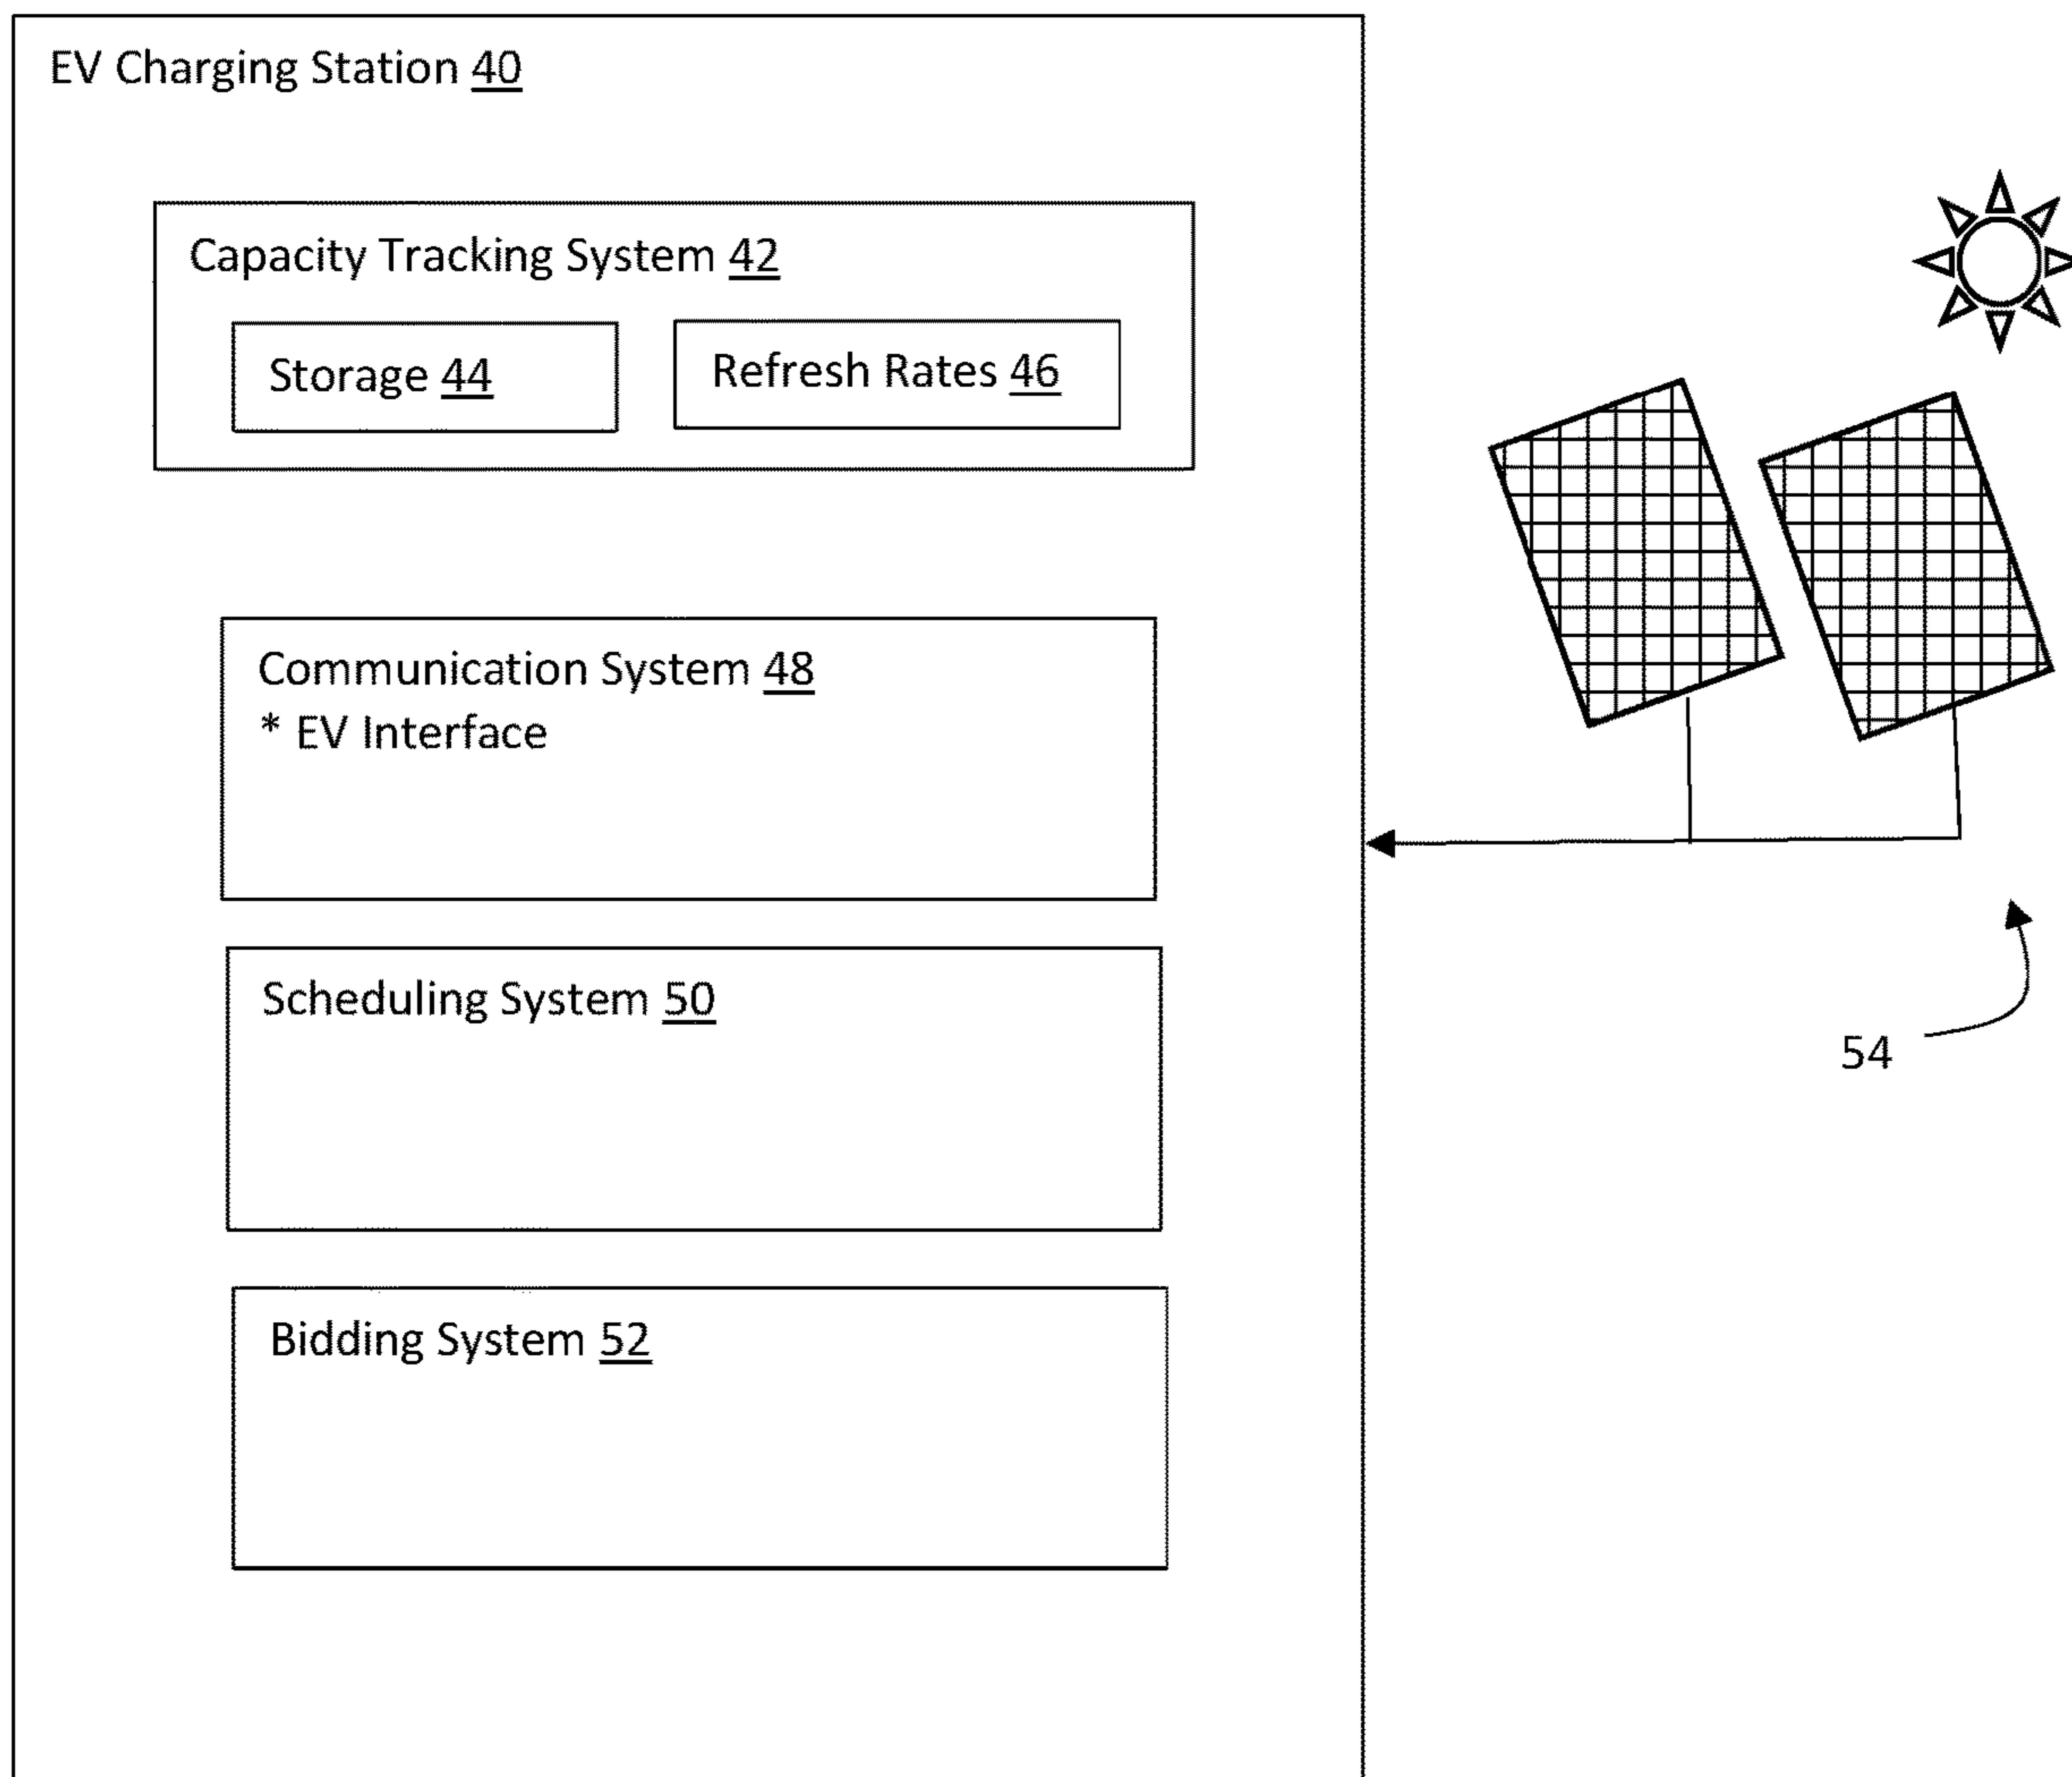 EV Charging Station 40
Capacity Tracking System 42
Storage 44
Refresh Rates 46
Communication System 48
* EV Interface
Scheduling System 50
54
Bidding System 52